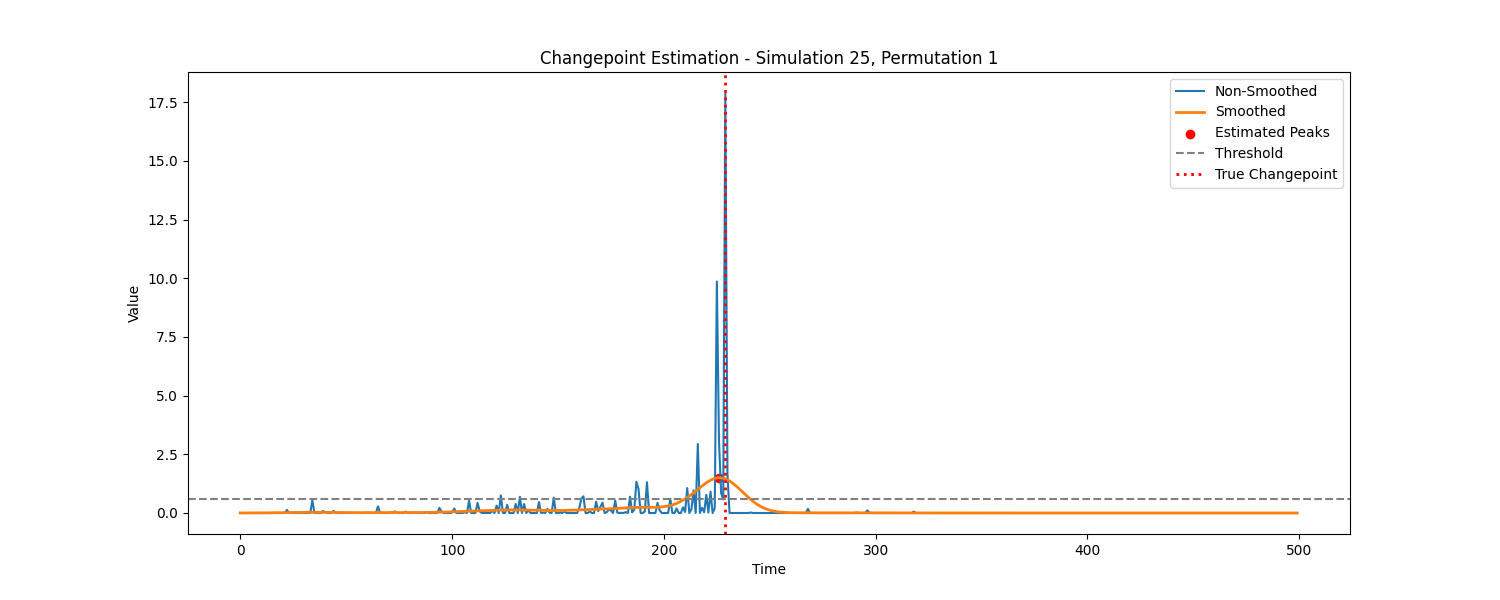 Changepoint Estimation - Simulation 25, Permutation 1
Non-Smoothed
Smoothed
Estimated Peaks
Threshold
True Changepoint
Value
17.5
15.0
12.5
10.0
7.5
5.0
2.5
0.0
0 100 200 300 400 500
Time